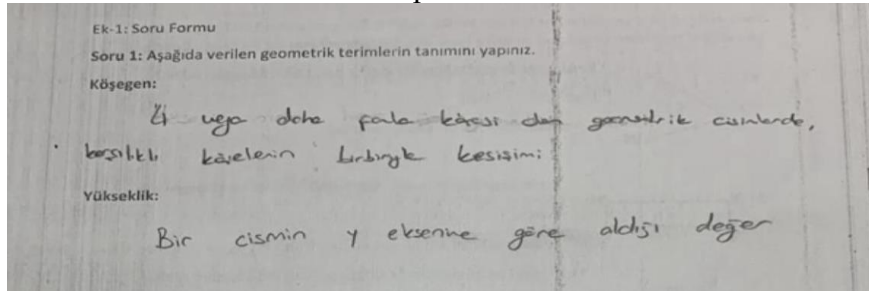 Ek-1: Soru Formu
Soru 1: Aşağıda verilen geometrik terimlerin tanımını yapınız.
Köşegen:
veya daha fazla köşesi olan geometrik cisimlerde,
karşılıklı köşelerin birbiriyle kesişimi
Yükseklik:
Bir cismin y eksenine göre aldığı değer